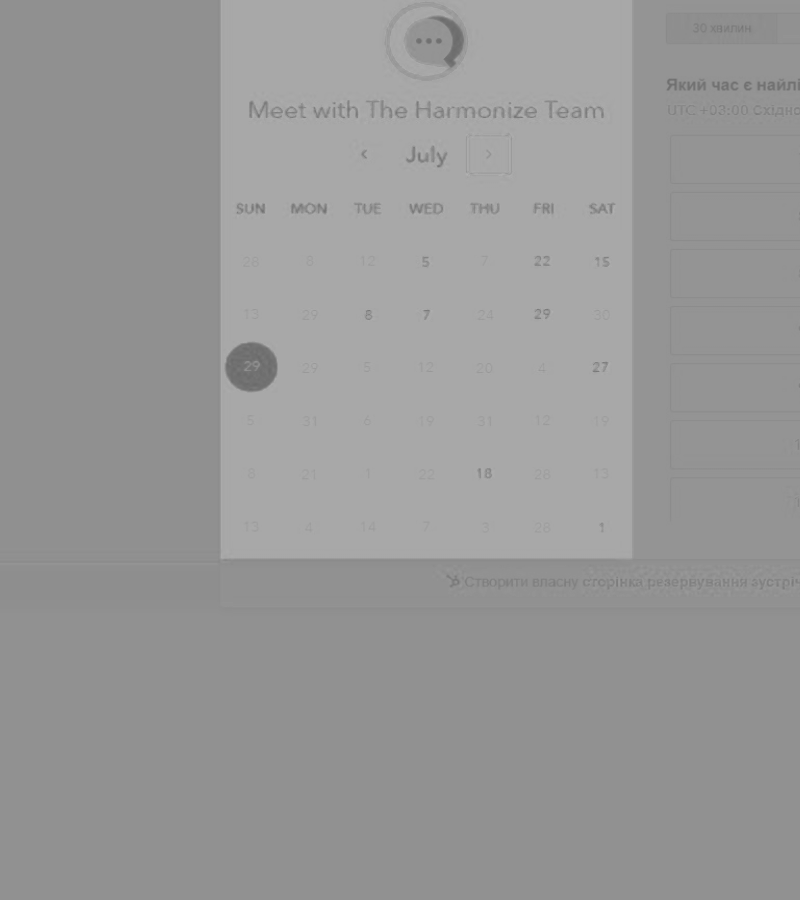 30 хвилин
Meet with The Harmonize Team
Який час є найлі
UTC +03:00 Східно
July
SUN MON TUE WED THU FRI SAT
28 8 12 5 7 22 15
13 29 6 7 24 29 30
29 29 5 12 20 4 27
5 31 6 19 31 12 19
8 21 1 22 18 28 13
13 4 14 7 3 28 1
Створити власну сторінка резервування зустріч